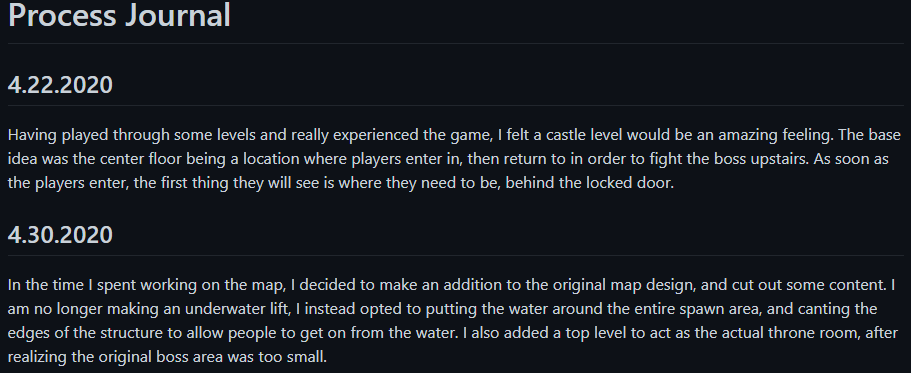 Process Journal
4.22.2020
Having played through some levels and really experienced the game, I felt a castle level would be an amazing feeling. The base
idea was the center floor being a location where players enter in, then return to in order to fight the boss upstairs. As soon as
the players enter, the first thing they will see is where they need to be, behind the locked door.
4.30.2020
In the time I spent working on the map, I decided to make an addition to the original map design, and cut out some content. I
am no longer making an underwater lift, I instead opted to putting the water around the entire spawn area, and canting the
edges of the structure to allow people to get on from the water. I also added a top level to act as the actual throne room, after
realizing the original boss area was too small.